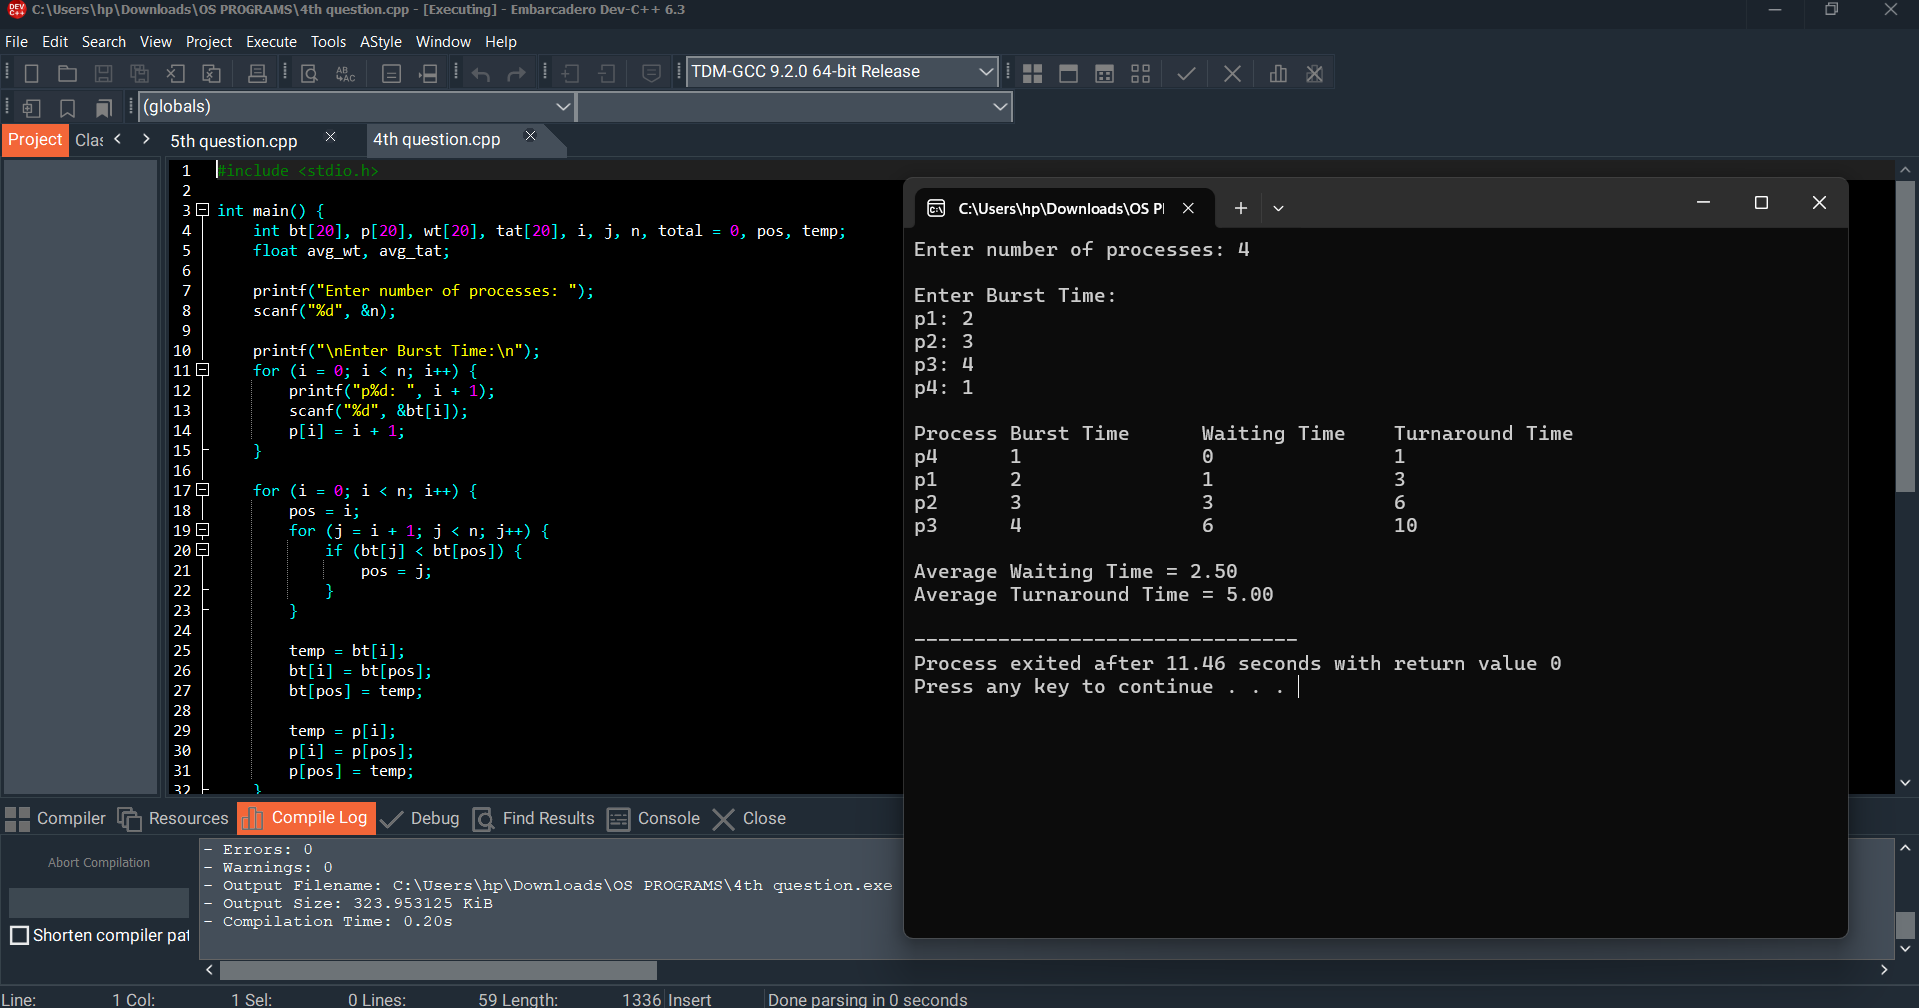 C:\Users\hp\Downloads\OS PROGRAMS\4th question.cpp - [Executing] - Embarcadero Dev-C++ 6.3
File Edit Search View Project Execute Tools AStyle Window Help
TDM-GCC 9.2.0 64-bit Release
(globals)
Project Clas 5th question.cpp 4th question.cpp
1 #include <stdio.h>
2
3 int main() {
4 int bt[20], p[20], wt[20], tat[20], i, j, n, total = 0, pos, temp;
5 float avg_wt, avg_tat;
6
7 printf("Enter number of processes: ");
8 scanf("%d", &n);
9
10 printf("\nEnter Burst Time:\n");
11 for (i = 0; i < n; i++) {
12 printf("p%d: ", i + 1);
13 scanf("%d", &bt[i]);
14 p[i] = i + 1;
15 }
16
17 for (i = 0; i < n; i++) {
18 pos = i;
19 for (j = i + 1; j < n; j++) {
20 if (bt[j] < bt[pos]) {
21 pos = j;
22 }
23 }
24
25 temp = bt[i];
26 bt[i] = bt[pos];
27 bt[pos] = temp;
28
29 temp = p[i];
30 p[i] = p[pos];
31 p[pos] = temp;
32 }
C:\Users\hp\Downloads\OS P
Enter number of processes: 4
Enter Burst Time:
p1: 2
p2: 3
p3: 4
p4: 1
Process Burst Time Waiting Time Turnaround Time
p4 1 0 1
p1 2 1 3
p2 3 3 6
p3 4 6 10
Average Waiting Time = 2.50
Average Turnaround Time = 5.00
--------------------------------
Process exited after 11.46 seconds with return value 0
Press any key to continue . . .
Compiler Resources Compile Log Debug Find Results Console Close
Abort Compilation
Shorten compiler pat
- Errors: 0
- Warnings: 0
- Output Filename: C:\Users\hp\Downloads\OS PROGRAMS\4th question.exe
- Output Size: 323.953125 KiB
- Compilation Time: 0.20s
Line: 1 Col: 1 Sel: 0 Lines: 59 Length: 1336 Insert Done parsing in 0 seconds